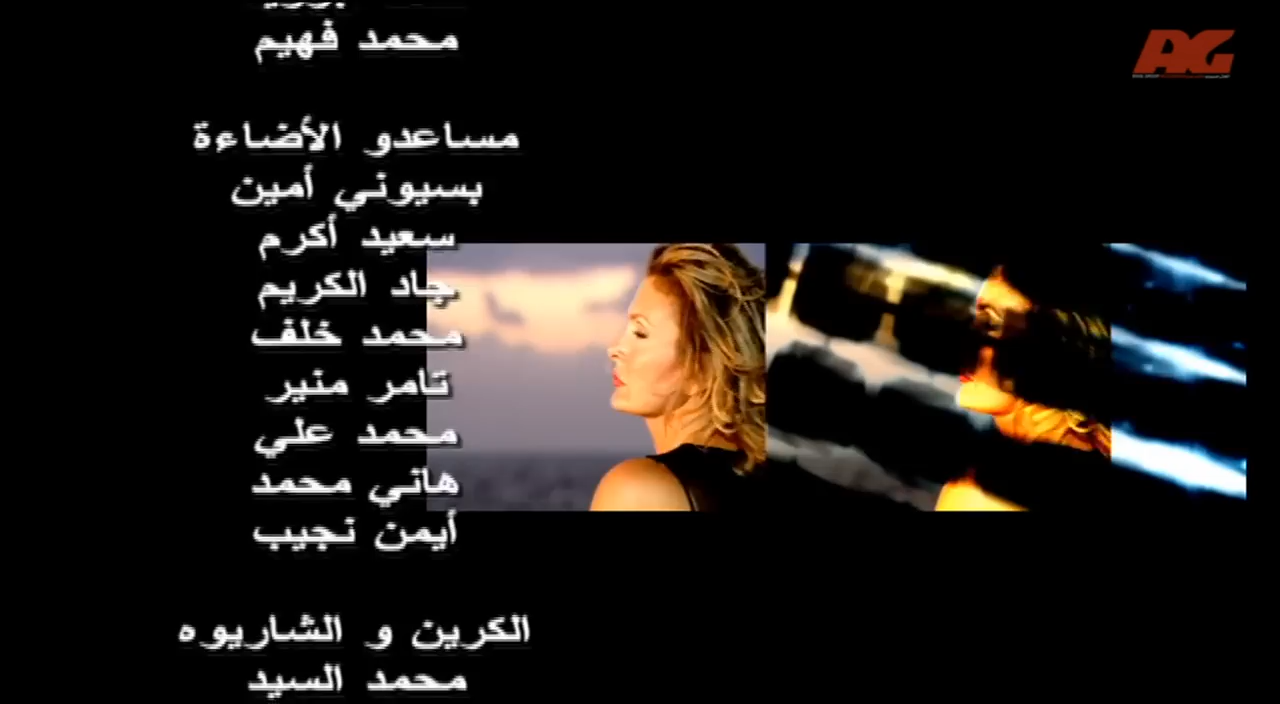 محمد فهيم
AG
مساعدو الأضاءة
بسيوني أمين
سعيد أكرم
جاد الكريم
محمد خلف
تامر منير
محمد علي
هاني محمد
أيمن نجيب
الكرين و الشاريوه
محمد السيد